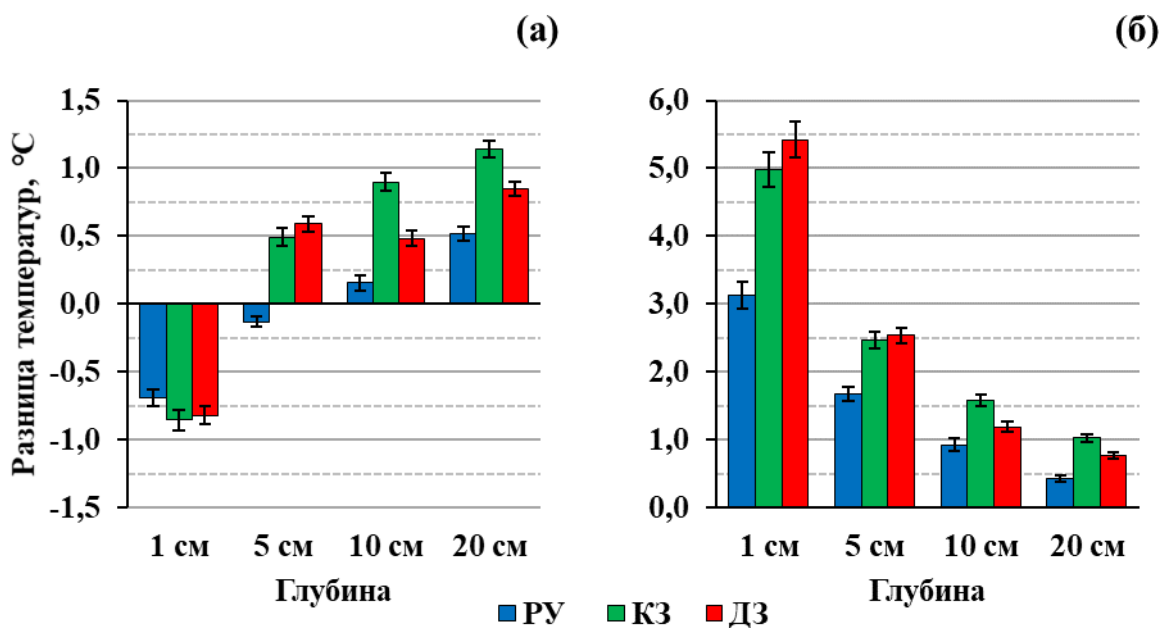 (а)
(б)
Разница температур, °C
1,5
1,0
0,5
0,0
-0,5
-1,0
-1,5
1 см 5 см 10 см 20 см
Глубина
6,0
5,0
4,0
3,0
2,0
1,0
0,0
1 см 5 см 10 см 20 см
Глубина
РУ КЗ ДЗ